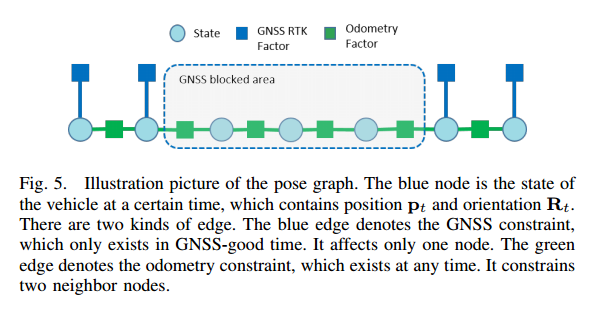 State
GNSS RTK
Factor
Odometry
Factor
GNSS blocked area
Fig. 5. Illustration picture of the pose graph. The blue node is the state of
the vehicle at a certain time, which contains position pₜ and orientation Rₜ.
There are two kinds of edge. The blue edge denotes the GNSS constraint,
which only exists in GNSS-good time. It affects only one node. The green
edge denotes the odometry constraint, which exists at any time. It constrains
two neighbor nodes.